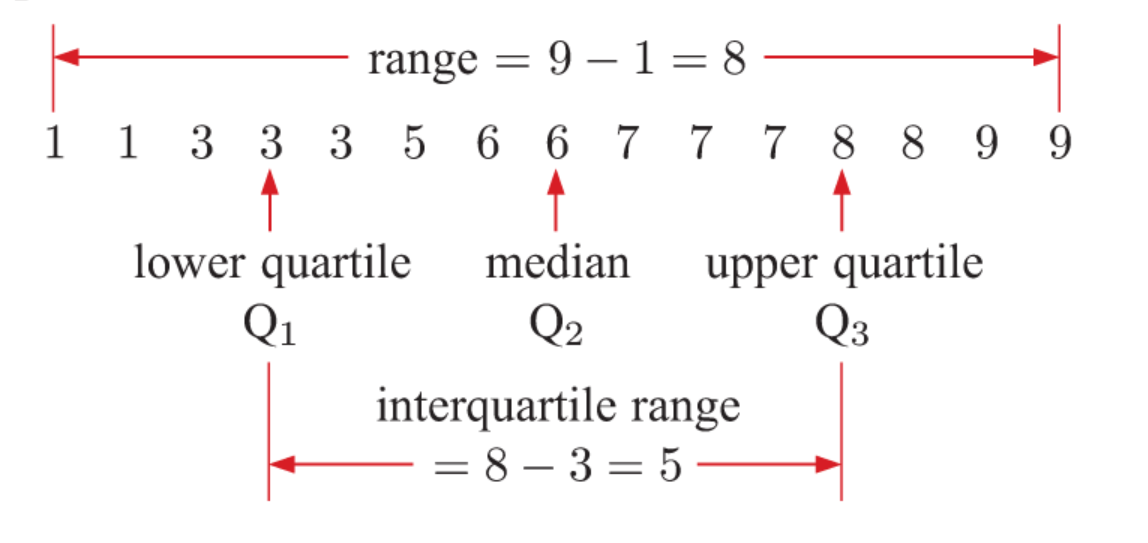 range = 9 − 1 = 8
1 1 3 3 3 5 6 6 7 7 7 8 8 9 9
lower quartile median upper quartile
Q₁ Q₂ Q₃
interquartile range
= 8 − 3 = 5